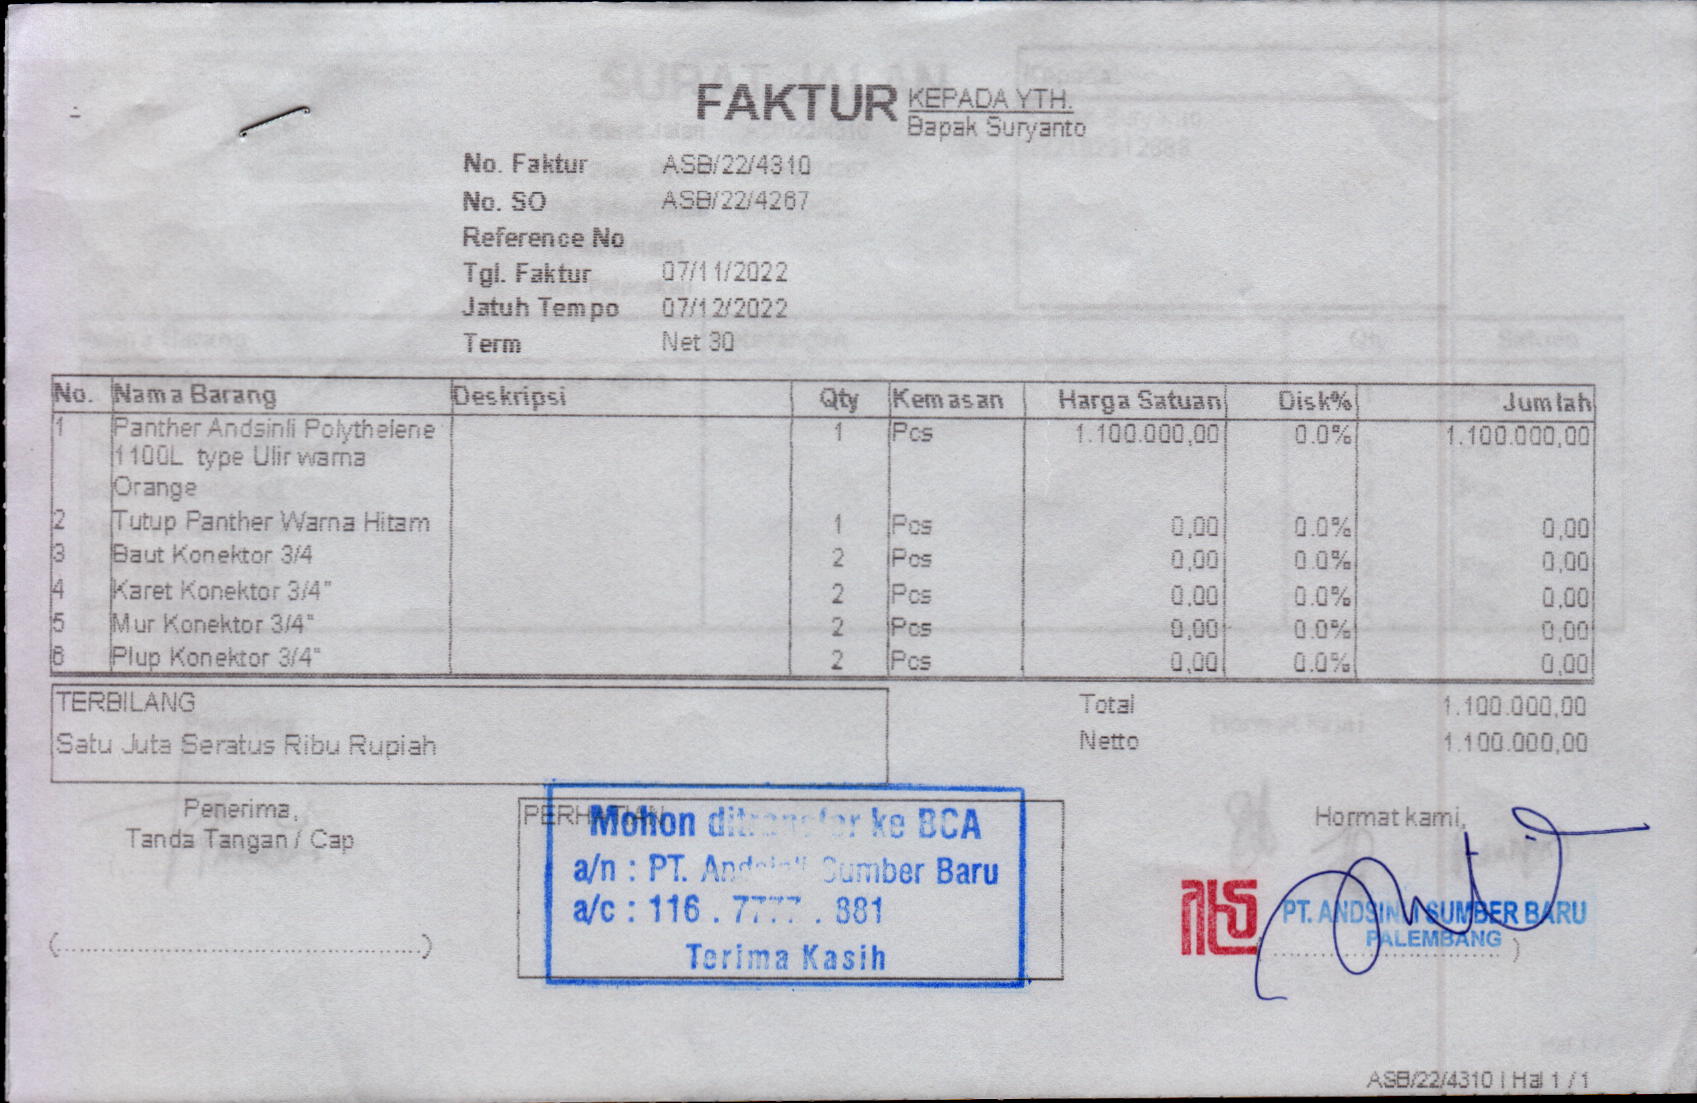 FAKTUR
KEPADA YTH.
Bapak Suryanto
No. Faktur ASB/22/4310
No. SO ASB/22/4267
Reference No
Tgl. Faktur 07/11/2022
Jatuh Tempo 07/12/2022
Term Net 30
No. Nama Barang Deskripsi Qty Kemasan Harga Satuan Disk% Jumlah
1 Panther Andsinli Polythelene 1 Pcs 1.100.000,00 0.0% 1.100.000,00
1100L type Ulir warna
Orange
2 Tutup Panther Warna Hitam 1 Pcs 0,00 0.0% 0,00
3 Baut Konektor 3/4 2 Pcs 0,00 0.0% 0,00
4 Karet Konektor 3/4" 2 Pcs 0,00 0.0% 0,00
5 Mur Konektor 3/4" 2 Pcs 0,00 0.0% 0,00
6 Plup Konektor 3/4" 2 Pcs 0,00 0.0% 0,00
TERBILANG
Satu Juta Seratus Ribu Rupiah
Total 1.100.000,00
Netto 1.100.000,00
Penerima,
Tanda Tangan / Cap
(......................................................)
PERHATIAN
Mohon ditransfer ke BCA
a/n : PT. Andsinli Sumber Baru
a/c : 116 . 7777 . 881
Terima Kasih
Hormat kami,
PT. ANDSINLI SUMBER BARU
PALEMBANG
ASB/22/4310 | Hal 1 / 1